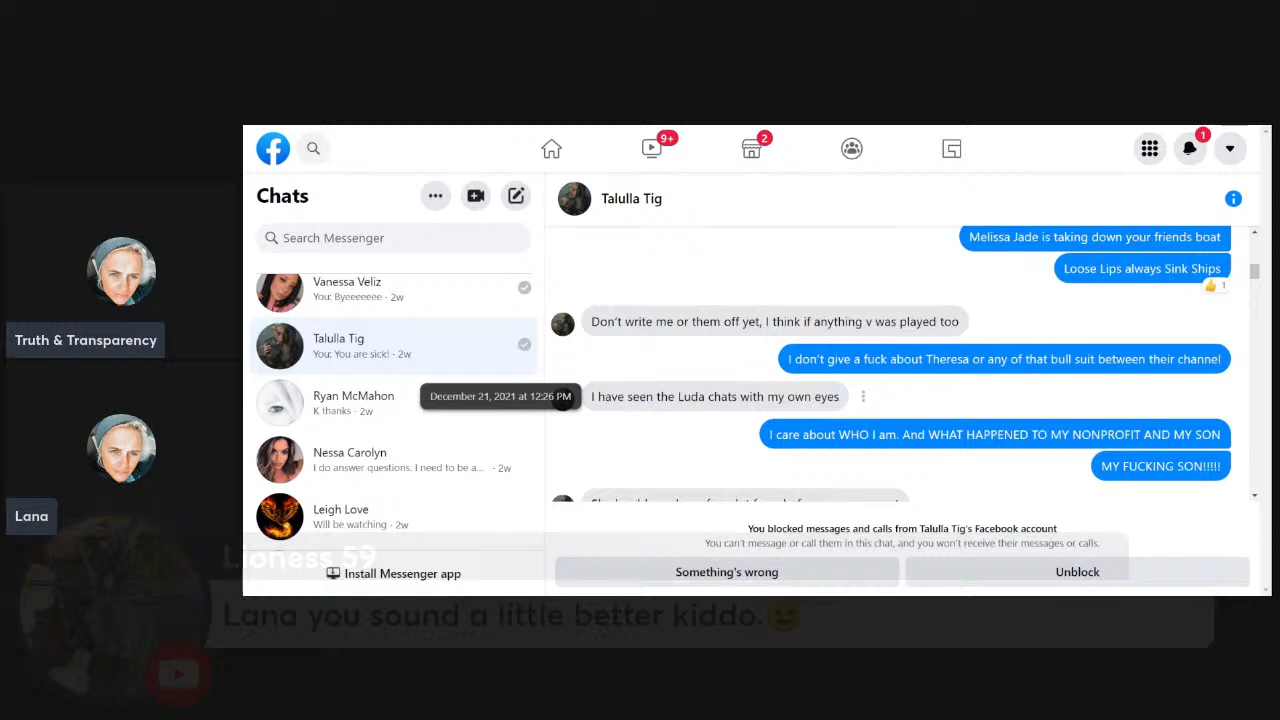 9+
2
1
Chats
Talulla Tig
Search Messenger
Vanessa Veliz
You: Byeeeeee · 2w
Talulla Tig
You: You are sick! · 2w
Ryan McMahon
K thanks · 2w
Nessa Carolyn
I do answer questions. I need to be a... · 2w
Leigh Love
Will be watching · 2w
Install Messenger app
Melissa Jade is taking down your friends boat
Loose Lips always Sink Ships
1
Don't write me or them off yet, I think if anything v was played too
I don't give a fuck about Theresa or any of that bull suit between their channel
December 21, 2021 at 12:26 PM
I have seen the Luda chats with my own eyes
I care about WHO I am. And WHAT HAPPENED TO MY NONPROFIT AND MY SON
MY FUCKING SON!!!!!
You blocked messages and calls from Talulla Tig's Facebook account
You can't message or call them in this chat, and you won't receive their messages or calls.
Something's wrong
Unblock
Truth & Transparency
Lana
Lioness 59
Lana you sound a little better kiddo.😊